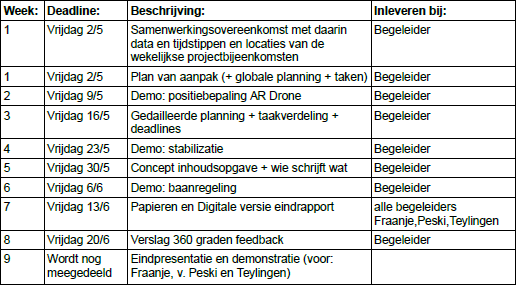 Week: Deadline: Beschrijving: Inleveren bij:
1 Vrijdag 2/5 Samenwerkingsovereenkomst met daarin Begeleider
data en tijdstippen en locaties van de
wekelijkse projectbijeenkomsten
1 Vrijdag 2/5 Plan van aanpak (+ globale planning + taken) Begeleider
2 Vrijdag 9/5 Demo: positiebepaling AR Drone Begeleider
3 Vrijdag 16/5 Gedailleerde planning + taakverdeling + Begeleider
deadlines
4 Vrijdag 23/5 Demo: stabilizatie Begeleider
5 Vrijdag 30/5 Concept inhoudsopgave + wie schrijft wat Begeleider
6 Vrijdag 6/6 Demo: baanregeling Begeleider
7 Vrijdag 13/6 Papieren en Digitale versie eindrapport alle begeleiders
Fraanje,Peski,Teylingen
8 Vrijdag 20/6 Verslag 360 graden feedback Begeleider
9 Wordt nog Eindpresentatie en demonstratie (voor:
meegedeeld Fraanje, v. Peski en Teylingen)